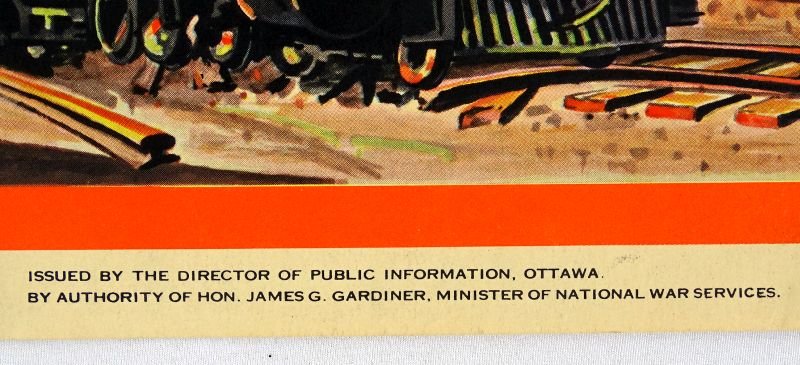 ISSUED BY THE DIRECTOR OF PUBLIC INFORMATION, OTTAWA.
BY AUTHORITY OF HON. JAMES G. GARDINER, MINISTER OF NATIONAL WAR SERVICES.